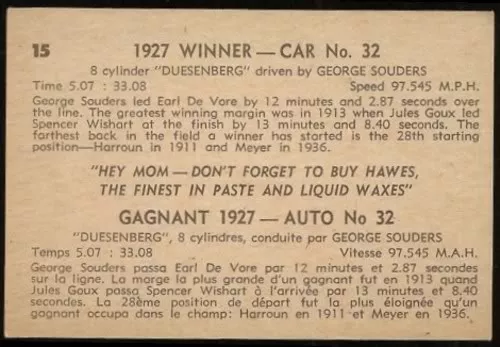 15 1927 WINNER — CAR No. 32
8 cylinder "DUESENBERG" driven by GEORGE SOUDERS
Time 5.07 : 33.08 Speed 97.545 M.P.H.
George Souders led Earl De Vore by 12 minutes and 2.87 seconds over
the line. The greatest winning margin was in 1913 when Jules Goux led
Spencer Wishart at the finish by 13 minutes and 8.40 seconds. The
farthest back in the field a winner has started is the 28th starting
position—Harroun in 1911 and Meyer in 1936.
"HEY MOM — DON'T FORGET TO BUY HAWES,
THE FINEST IN PASTE AND LIQUID WAXES"
GAGNANT 1927 — AUTO No 32
"DUESENBERG", 8 cylindres, conduite par GEORGE SOUDERS
Temps 5.07 : 33.08 Vitesse 97.545 M.A.H.
George Souders passa Earl De Vore par 12 minutes et 2.87 secondes
sur la ligne. La marge la plus grande d'un gagnant fut en 1913 quand
Jules Goux passa Spencer Wishart à l'arrivée par 13 minutes et 8.40
secondes. La 28ème position de départ fut la plus éloignée qu'un
gagnant occupa dans le champ: Harroun en 1911 et Meyer en 1936.